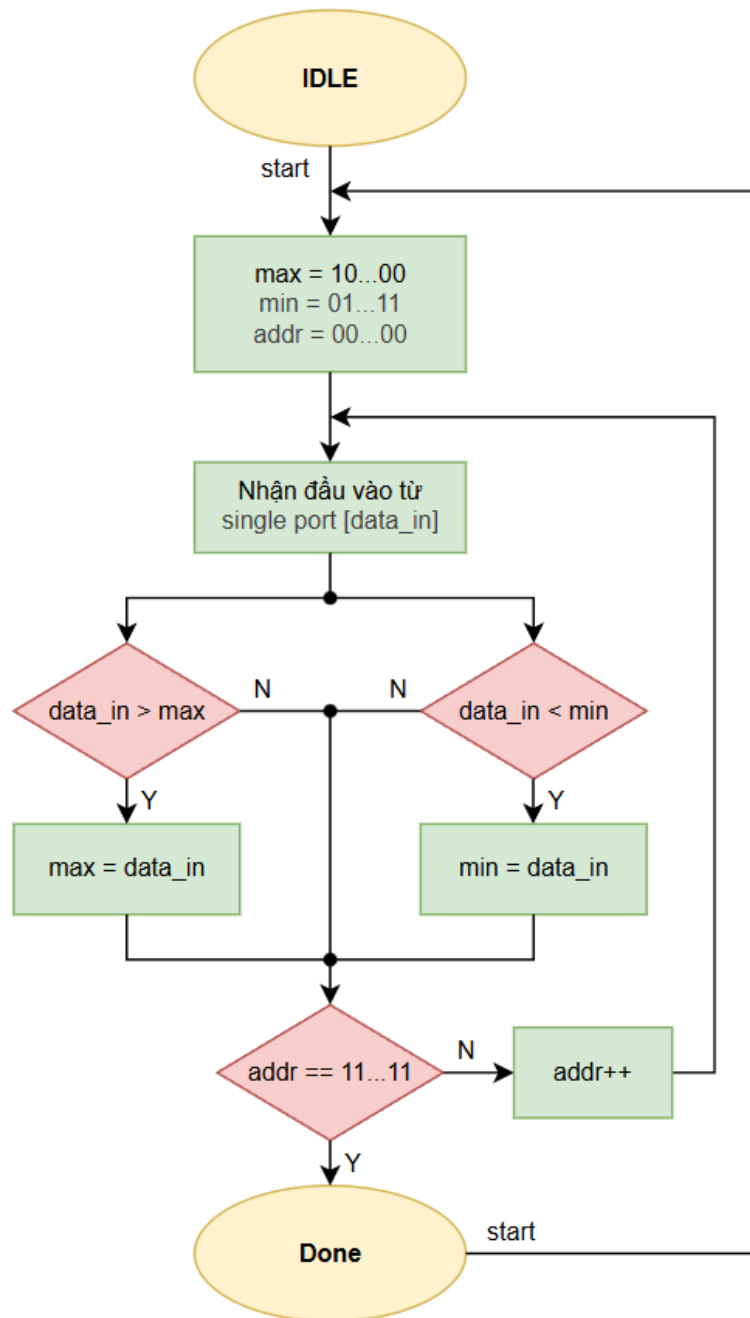 IDLE
start
max = 10...00
min = 01...11
addr = 00...00
Nhận đầu vào từ
single port [data_in]
data_in > max
N
N
data_in < min
Y
Y
max = data_in
min = data_in
addr == 11...11
N
addr++
Y
Done
start